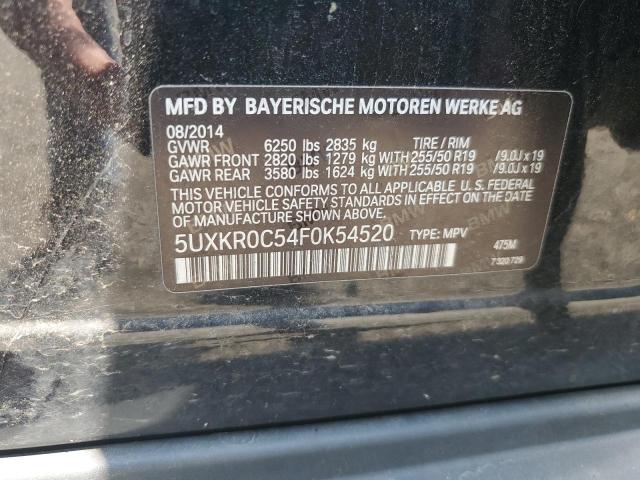 MFD BY BAYERISCHE MOTOREN WERKE AG
08/2014
GVWR 6250 lbs 2835 kg TIRE / RIM
GAWR FRONT 2820 lbs 1279 kg WITH 255/50 R19 /9.0J x 19
GAWR REAR 3580 lbs 1624 kg WITH 255/50 R19 /9.0J x 19
THIS VEHICLE CONFORMS TO ALL APPLICABLE U. S. FEDERAL
MOTOR VEHICLE SAFETY STANDARDS IN EFFECT ON THE DATE
OF MANUFACTURE SHOWN ABOVE.
5UXKR0C54F0K54520 TYPE: MPV 475M
7 320 729